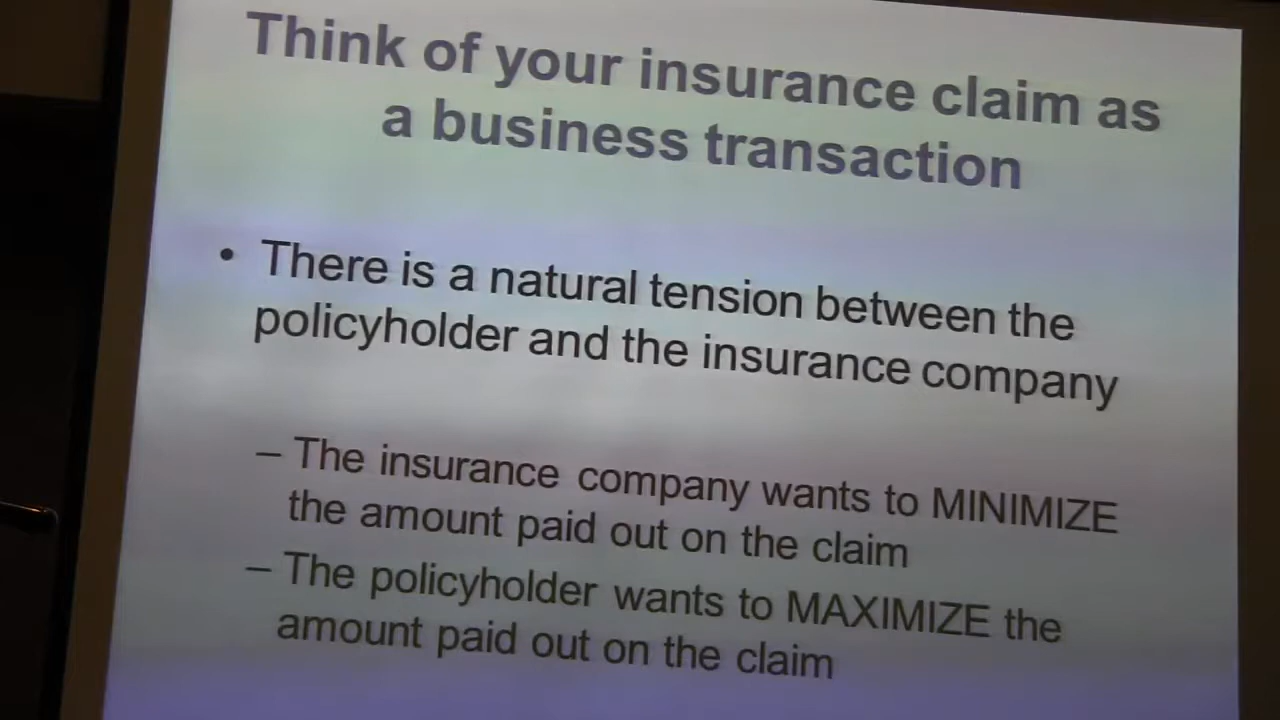 Think of your insurance claim as
a business transaction
• There is a natural tension between the
policyholder and the insurance company
– The insurance company wants to MINIMIZE
the amount paid out on the claim
– The policyholder wants to MAXIMIZE the
amount paid out on the claim